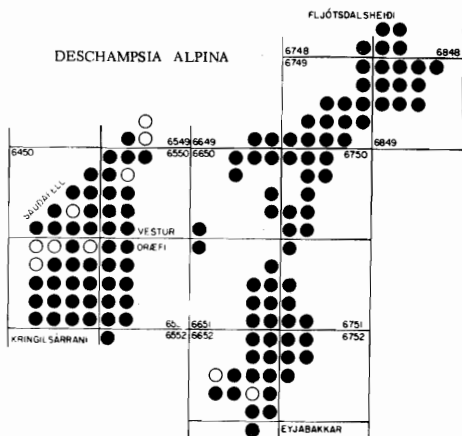 FLJÓTSDALSHEIÐI
DESCHAMPSIA ALPINA
6748 6848
6749
6549 6649
6450 6550 6650 6750 6849
SAUÐAFELL
VESTUR
ÖRÆFI
6651 6751
KRINGILSÁRRANI 6552 6652 6752
EYJABAKKAR